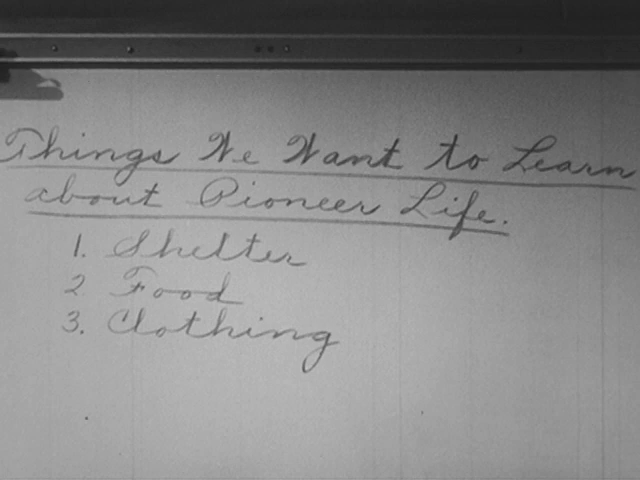 Things We Want to Learn
about Pioneer Life.
1. Shelter
2 Food
3. Clothing